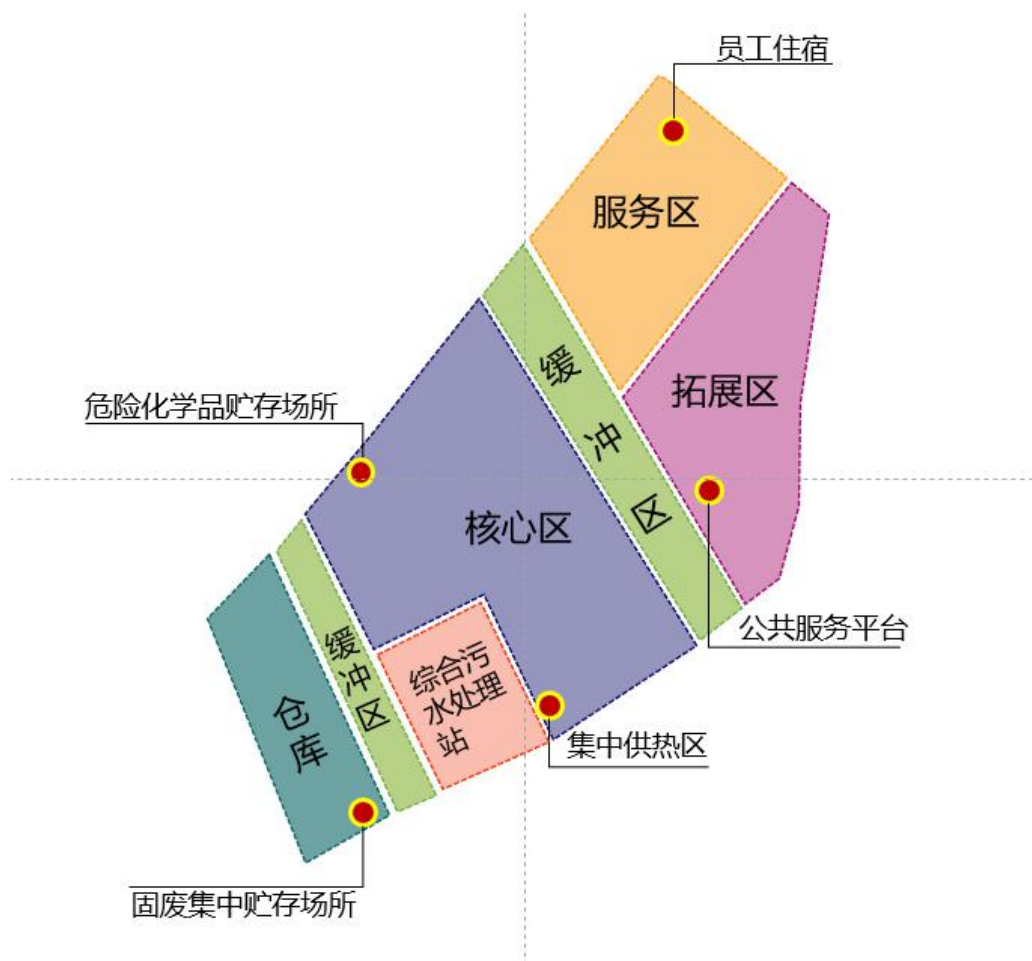 员工住宿
服务区
拓展区
缓冲区
危险化学品贮存场所
核心区
公共服务平台
缓冲区
综合污
水处理
站
仓库
集中供热区
固废集中贮存场所